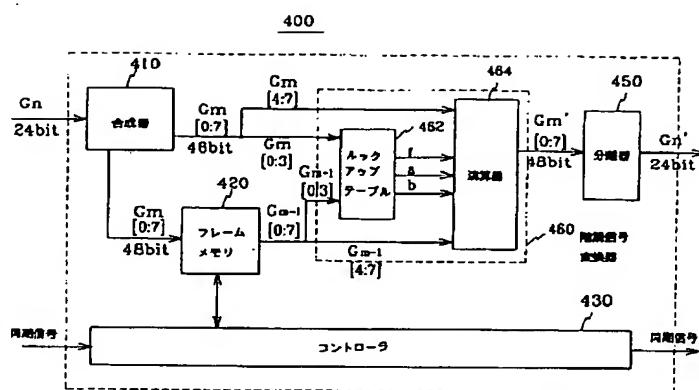 400
410
Gn
24bit
合成器
Gm
[0:7]
48bit
Gm
[4:7]
Gm
[0:3]
Gm-1
[0:3]
ルック
アップ
テーブル
462
f
a
b
464
演算器
Gm'
[0:7]
48bit
450
分離器
Gn'
24bit
Gm
[0:7]
48bit
420
フレーム
メモリ
Gm-1
[0:7]
Gm-1
[4:7]
460
階調信号
変換器
同期信号
430
コントローラ
同期信号